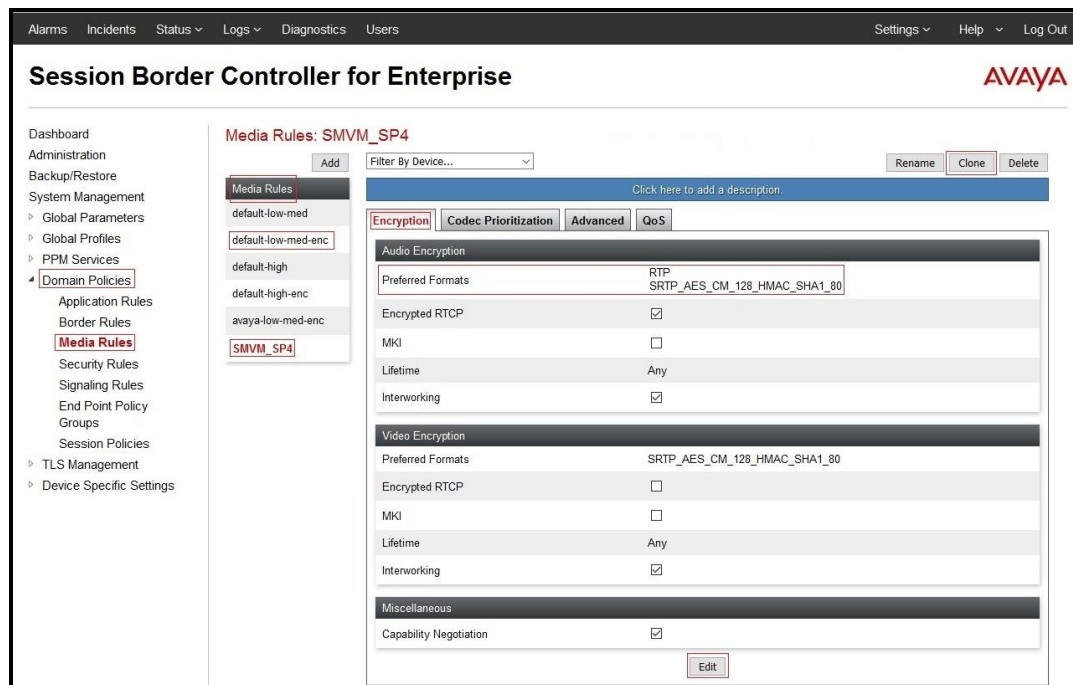 Alarms Incidents Status Logs Diagnostics Users Settings Help Log Out
Session Border Controller for Enterprise
AVAYA
Dashboard
Administration
Backup/Restore
System Management
Global Parameters
Global Profiles
PPM Services
Domain Policies
Application Rules
Border Rules
Media Rules
Security Rules
Signaling Rules
End Point Policy
Groups
Session Policies
TLS Management
Device Specific Settings
Media Rules: SMVM_SP4
Add
Filter By Device...
Rename Clone Delete
Media Rules
default-low-med
default-low-med-enc
default-high
default-high-enc
avaya-low-med-enc
SMVM_SP4
Click here to add a description.
Encryption Codec Prioritization Advanced QoS
Audio Encryption
Preferred Formats RTP
SRTP_AES_CM_128_HMAC_SHA1_80
Encrypted RTCP
MKI
Lifetime Any
Interworking
Video Encryption
Preferred Formats SRTP_AES_CM_128_HMAC_SHA1_80
Encrypted RTCP
MKI
Lifetime Any
Interworking
Miscellaneous
Capability Negotiation
Edit